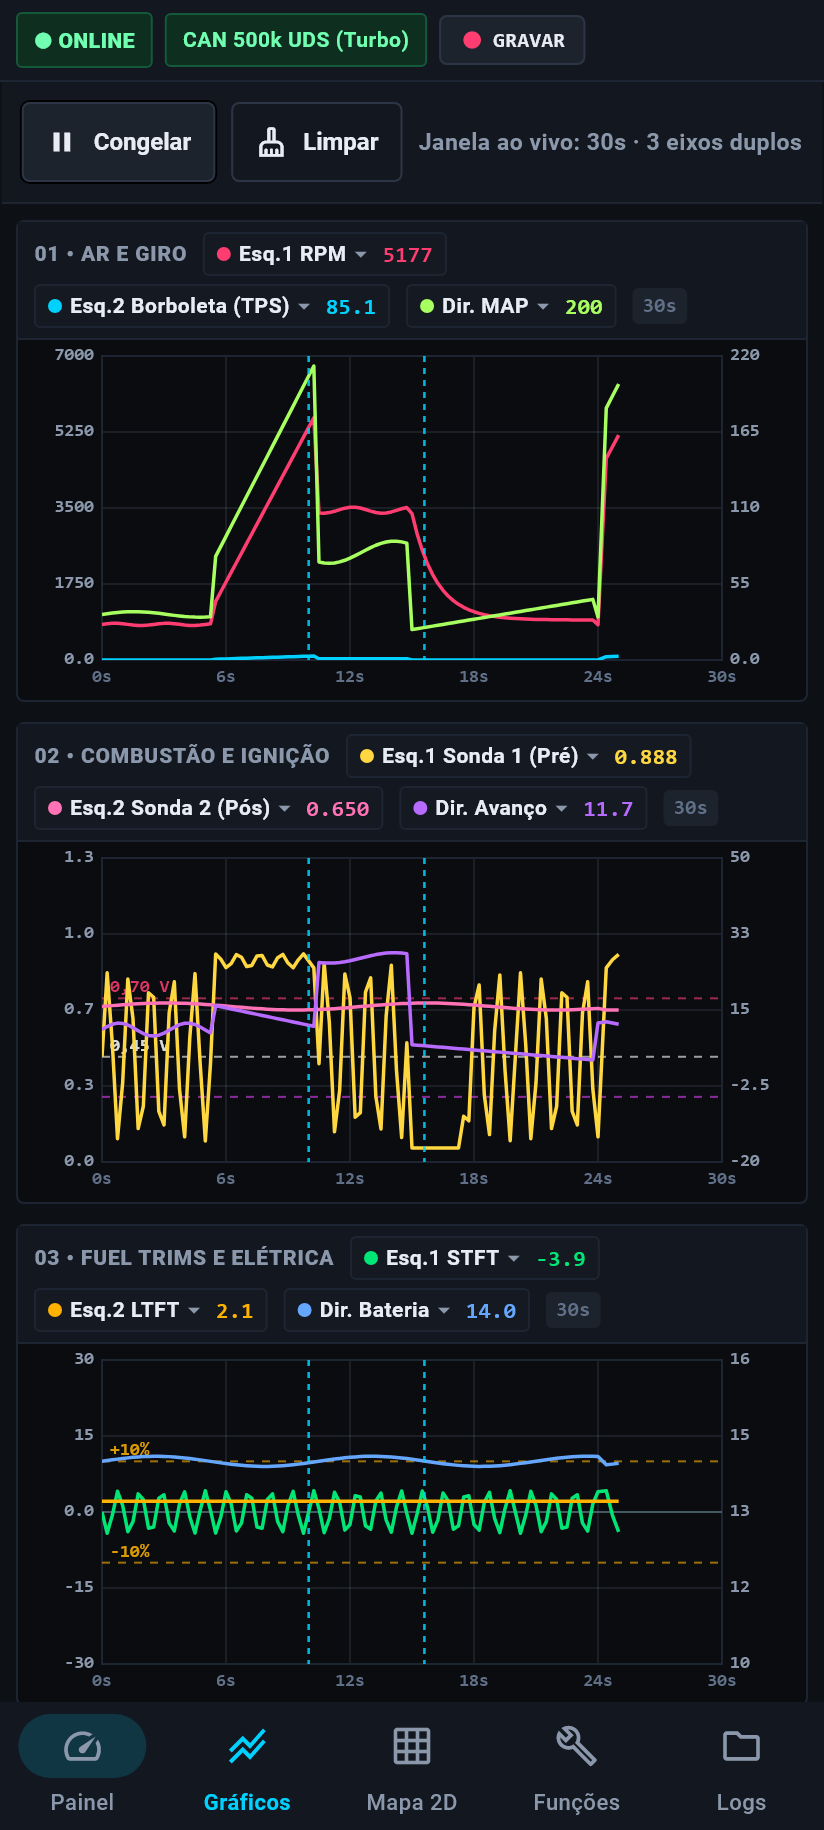 ONLINE CAN 500k UDS (Turbo) GRAVAR
Congelar Limpar Janela ao vivo: 30s · 3 eixos duplos
01 • AR E GIRO Esq.1 RPM 5177
Esq.2 Borboleta (TPS) 85.1 Dir. MAP 200 30s
7000 220
5250 165
3500 110
1750 55
0.0 0.0
0s 6s 12s 18s 24s 30s
02 • COMBUSTÃO E IGNIÇÃO Esq.1 Sonda 1 (Pré) 0.888
Esq.2 Sonda 2 (Pós) 0.650 Dir. Avanço 11.7 30s
1.3 50
1.0 33
0,70 V
0.7 15
0,45 V
0.3 -2.5
0.0 -20
0s 6s 12s 18s 24s 30s
03 • FUEL TRIMS E ELÉTRICA Esq.1 STFT -3.9
Esq.2 LTFT 2.1 Dir. Bateria 14.0 30s
30 16
15 15
+10%
0.0 13
-10%
-15 12
-30 10
0s 6s 12s 18s 24s 30s
Painel Gráficos Mapa 2D Funções Logs